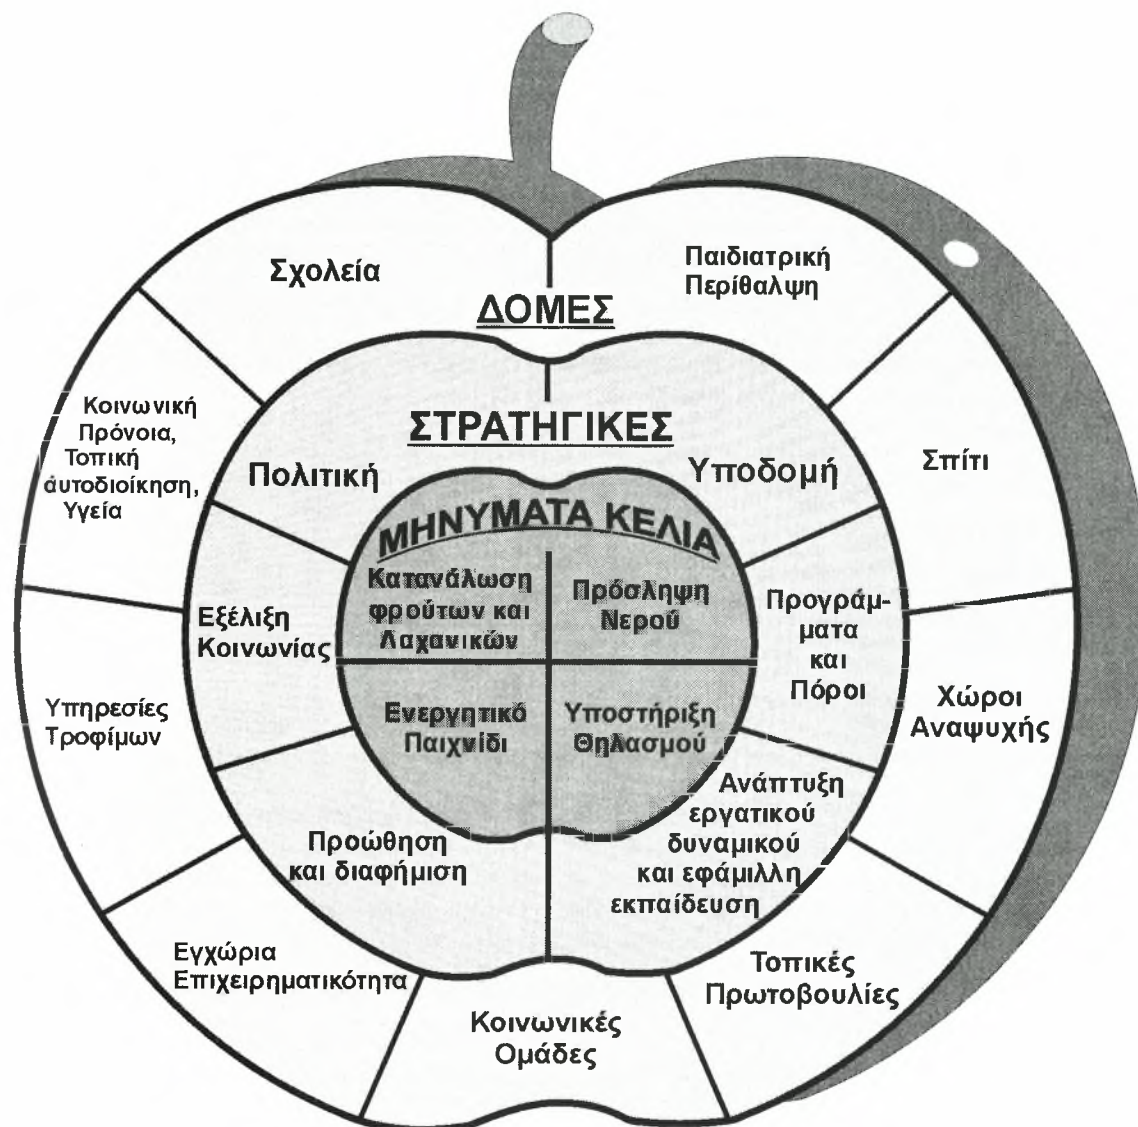 Σχολεία
Παιδιατρική
Περίθαλψη
ΔΟΜΕΣ
Κοινωνική
Πρόνοια,
Τοπική
άυτοδιοίκηση,
Υγεία
Σπίτι
Υπηρεσίες
Τροφίμων
Χώροι
Αναψυχής
Εγχώρια
Επιχειρηματικότητα
Κοινωνικές
Ομάδες
Τοπικές
Πρωτοβουλίες
ΣΤΡΑΤΗΓΙΚΕΣ
Πολιτική
Υποδομή
Εξέλιξη
Κοινωνίας
Προγράμ-
ματα
και
Πόροι
Προώθηση
και διαφήμιση
Ανάπτυξη
εργατικού
δυναμικού
και εφάμιλλη
εκπαίδευση
ΜΗΝΥΜΑΤΑ ΚΕΛΙΑ
Κατανάλωση
φρούτων και
Λαχανικών
Πρόσληψη
Νερού
Ενεργητικό
Παιχνίδι
Υποστήριξη
Θηλασμού